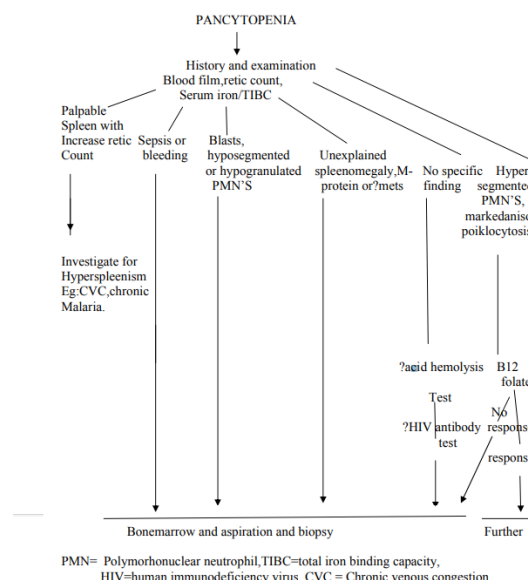 PANCYTOPENIA
History and examination
Blood film,retic count,
Serum iron/TIBC
Palpable
Spleen with
Increase retic
Count
Sepsis or
bleeding
Blasts,
hyposegmented
or hypogranulated
PMN'S
Unexplained
spleenomegaly,M-
protein or?mets
No specific
finding
Hyper
segmente
PMN'S,
markedaniso
poiklocytosis
Investigate for
Hyperspleenism
Eg:CVC,chronic
Malaria.
?acid hemolysis
Test
?HIV antibody
test
B12
folate
No
respons
respons
Bonemarrow and aspiration and biopsy
Further
PMN= Polymorhonuclear neutrophil,TIBC=total iron binding capacity,
HIV=human immunodeficiency virus, CVC = Chronic venous congestion